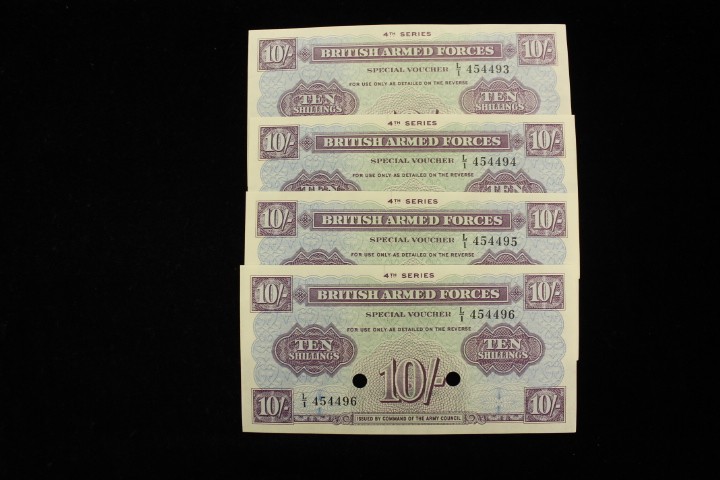 4TH SERIES
10/- BRITISH ARMED FORCES 10/-
SPECIAL VOUCHER L/1 454493
FOR USE ONLY AS DETAILED ON THE REVERSE
TEN SHILLINGS TEN SHILLINGS
4TH SERIES
10/- BRITISH ARMED FORCES 10/-
SPECIAL VOUCHER L/1 454494
FOR USE ONLY AS DETAILED ON THE REVERSE
TEN TEN
4TH SERIES
10/- BRITISH ARMED FORCES 10/-
SPECIAL VOUCHER L/1 454495
FOR USE ONLY AS DETAILED ON THE REVERSE
4TH SERIES
10/- BRITISH ARMED FORCES 10/-
SPECIAL VOUCHER L/1 454496
FOR USE ONLY AS DETAILED ON THE REVERSE
TEN SHILLINGS TEN SHILLINGS
10/-
L/1 454496
10/- ISSUED BY COMMAND OF THE ARMY COUNCIL 10/-